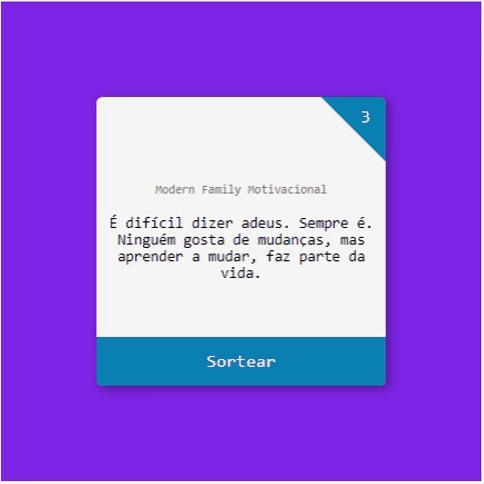 3
Modern Family Motivacional
É difícil dizer adeus. Sempre é.
Ninguém gosta de mudanças, mas
aprender a mudar, faz parte da
vida.
Sortear